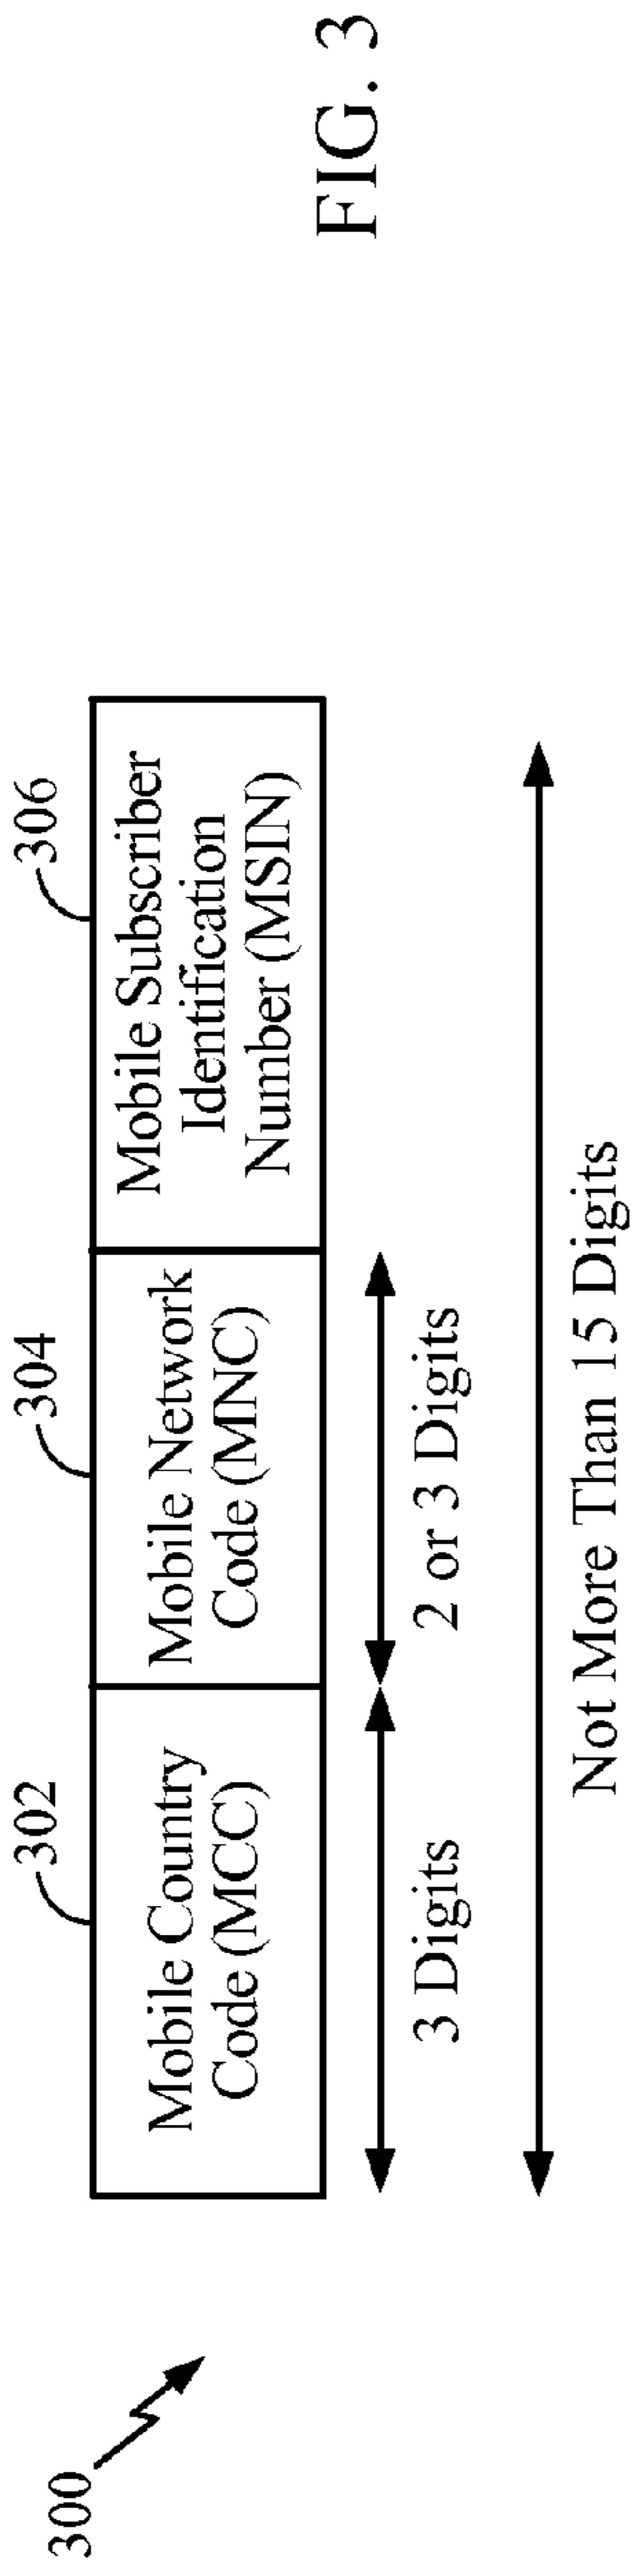 300
302
304
306
Mobile Country
Code (MCC)
Mobile Network
Code (MNC)
Mobile Subscriber
Identification
Number (MSIN)
3 Digits
2 or 3 Digits
Not More Than 15 Digits
FIG. 3